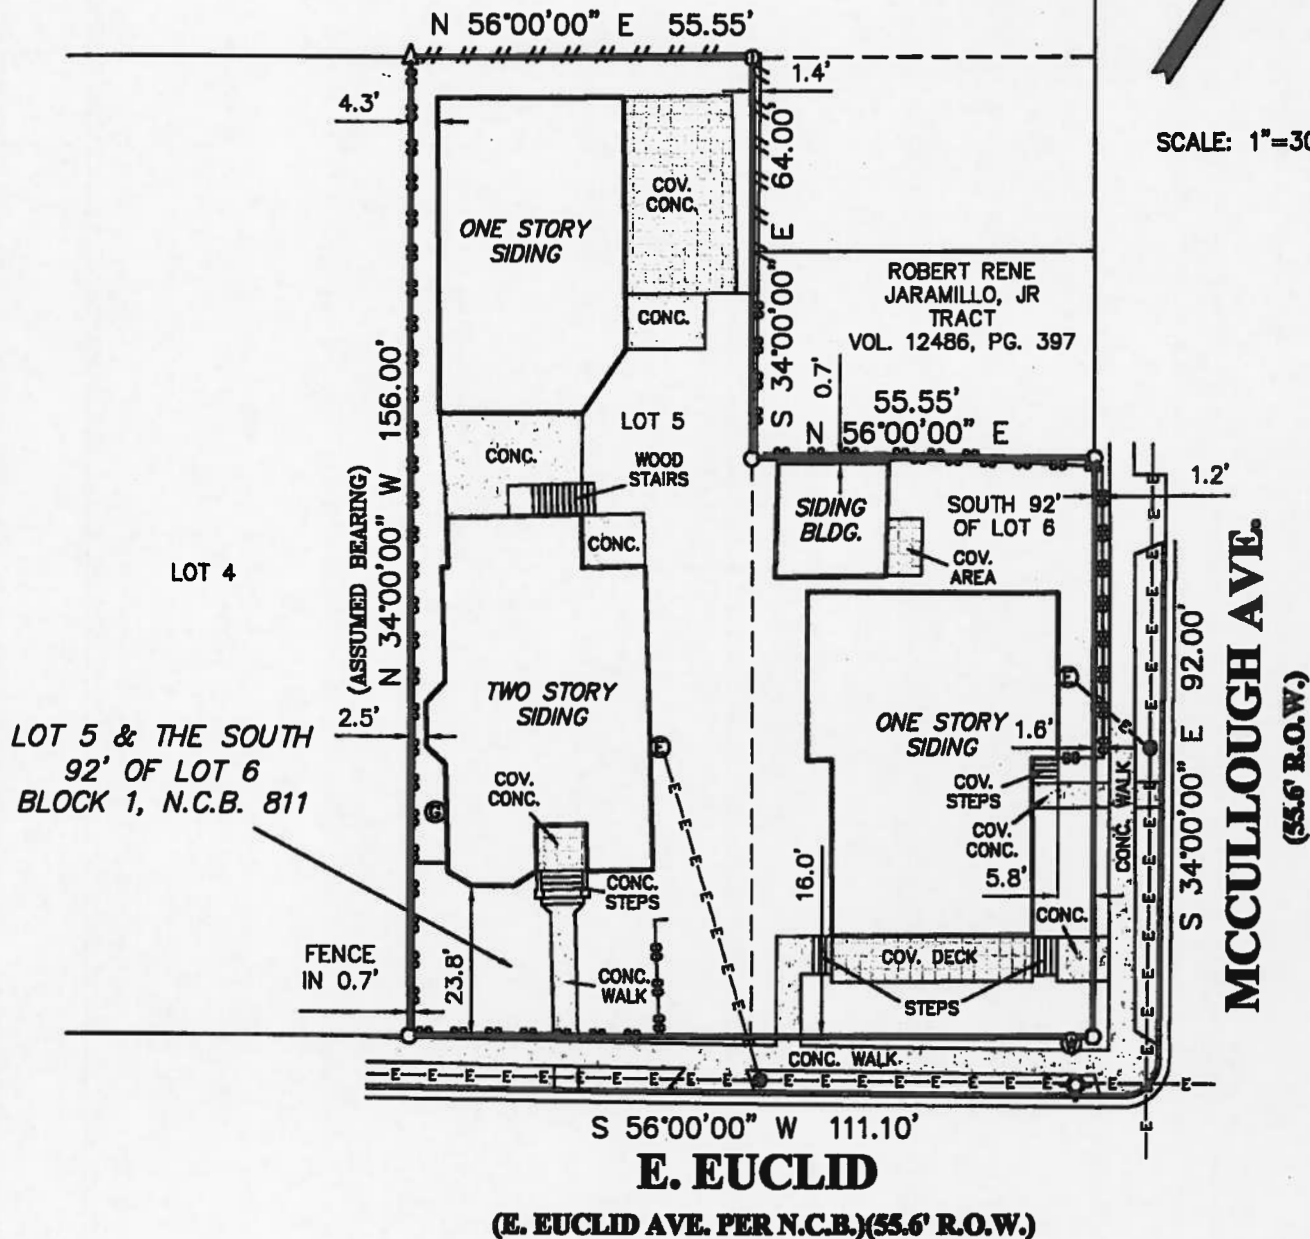 N 56°00'00" E 55.55'
1.4'
4.3'
SCALE: 1"=30
S 34°00'00" E 64.00'
COV.
CONC.
ONE STORY
SIDING
CONC.
ROBERT RENE
JARAMILLO, JR
TRACT
VOL. 12486, PG. 397
0.7'
55.55'
N 56°00'00" E
LOT 5
CONC.
WOOD
STAIRS
1.2'
SIDING
BLDG.
SOUTH 92'
OF LOT 6
COV.
AREA
CONC.
LOT 4
(ASSUMED BEARING)
N 34°00'00" W 156.00'
TWO STORY
SIDING
2.5'
E
E
ONE STORY
SIDING
1.6'
LOT 5 & THE SOUTH
92' OF LOT 6
BLOCK 1, N.C.B. 811
COV.
CONC.
G
COV.
STEPS
COV.
CONC.
CONC. WALK
S 34°00'00" E 92.00'
MCCULLOUGH AVE.
(55.6' R.O.W.)
16.0'
5.8'
CONC.
STEPS
CONC.
FENCE
IN 0.7'
23.8'
CONC.
WALK
COV. DECK
STEPS
W
CONC. WALK
E E E E E E E E E E E E
S 56°00'00" W 111.10'
E. EUCLID
(E. EUCLID AVE. PER N.C.B.)(55.6' R.O.W.)